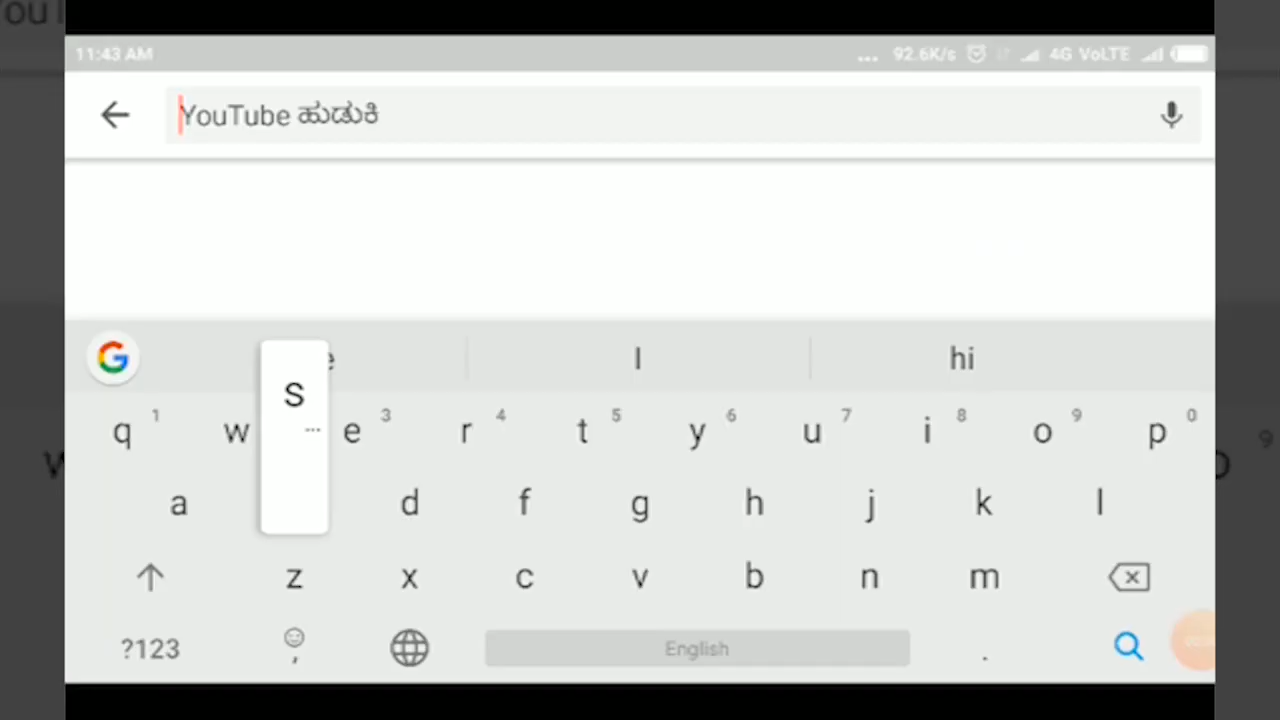 11:43 AM ... 92.6K/s 4G VoLTE
YouTube ಹುಡುಕಿ
I hi
q 1 w e 3 r 4 t 5 y 6 u 7 i 8 o 9 p 0
S ...
a d f g h j k l
z x c v b n m
?123 , English .